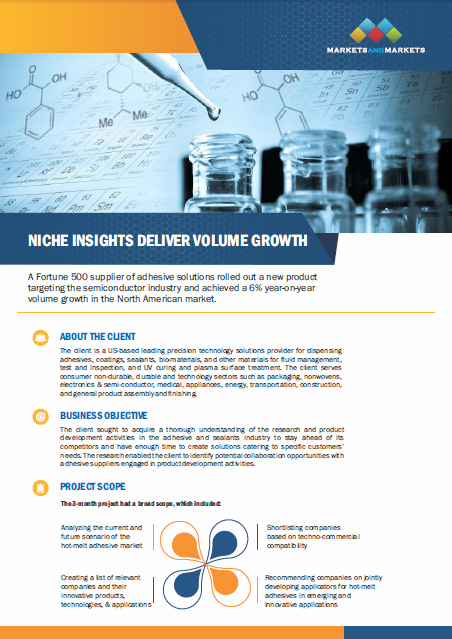 MARKETSANDMARKETS
HO
OH
HO
OH
Me
Me
In
Sn
Sb
Te
NICHE INSIGHTS DELIVER VOLUME GROWTH
A Fortune 500 supplier of adhesive solutions rolled out a new product
targeting the semiconductor industry and achieved a 6% year-on-year
volume growth in the North American market.
ABOUT THE CLIENT
The client is a US-based leading precision technology solutions provider for dispensing
adhesives, coatings, sealants, bio-materials, and other materials for fluid management,
test and inspection, and UV curing and plasma surface treatment. The client serves
consumer non-durable, durable and technology sectors such as packaging, nonwovens,
electronics & semi-conductor, medical, appliances, energy, transportation, construction,
and general product assembly and finishing.
BUSINESS OBJECTIVE
The client sought to acquire a thorough understanding of the research and product
development activities in the adhesive and sealants industry to stay ahead of its
competitors and have enough time to create solutions catering to specific customers'
needs. The research enabled the client to identify potential collaboration opportunities with
adhesive suppliers engaged in product development activities.
PROJECT SCOPE
The 3-month project had a broad scope, which included:
Analyzing the current and
future scenario of the
hot-melt adhesive market
Shortlisting companies
based on techno-commercial
compatibility
Creating a list of relevant
companies and their
innovative products,
technologies, & applications
Recommending companies on jointly
developing applicators for hot-melt
adhesives in emerging and
innovative applications